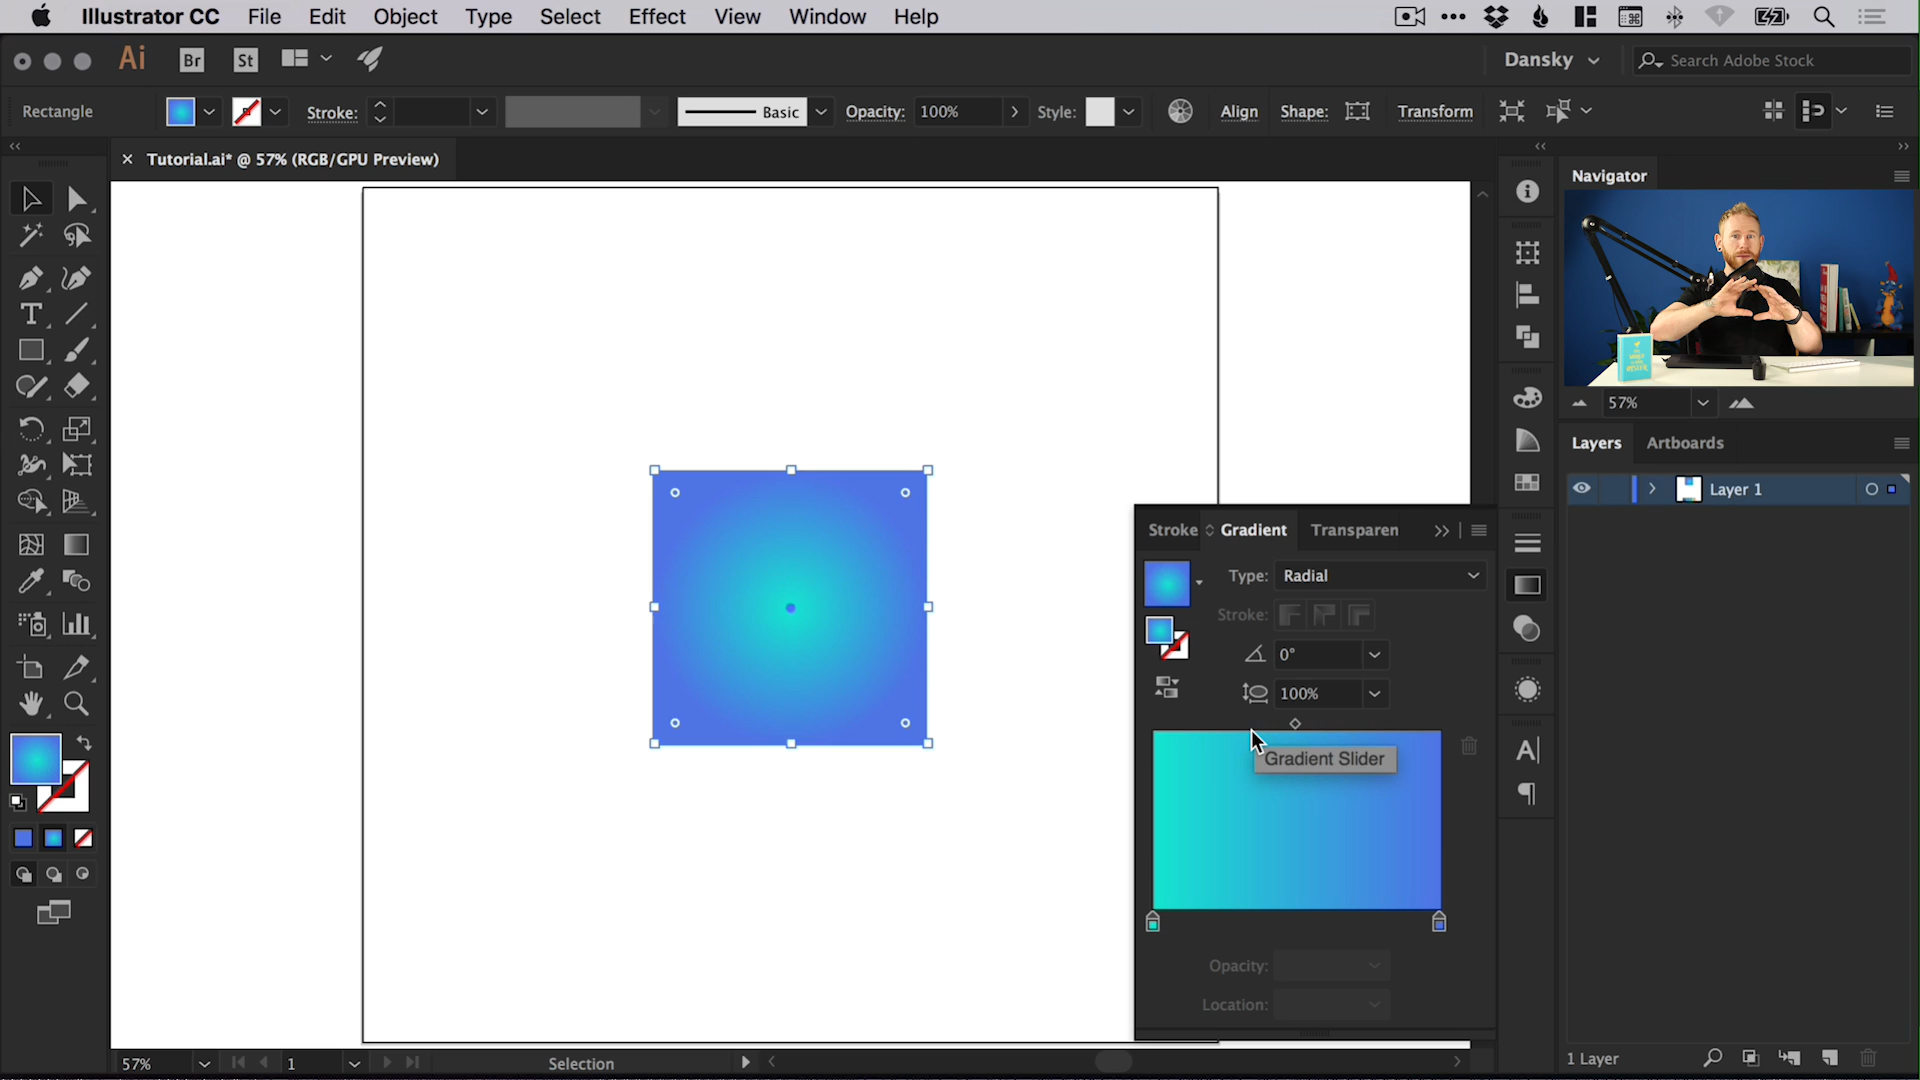 Illustrator CC File Edit Object Type Select Effect View Window Help
Ai Br St Dansky Search Adobe Stock
Rectangle Stroke: Basic Opacity: 100% Style: Align Shape: Transform
Tutorial.ai* @ 57% (RGB/GPU Preview)
Navigator
57%
Layers Artboards
Layer 1
Stroke Gradient Transparen
Type: Radial
Stroke:
0°
100%
Gradient Slider
Opacity:
Location:
57% 1 Selection
1 Layer